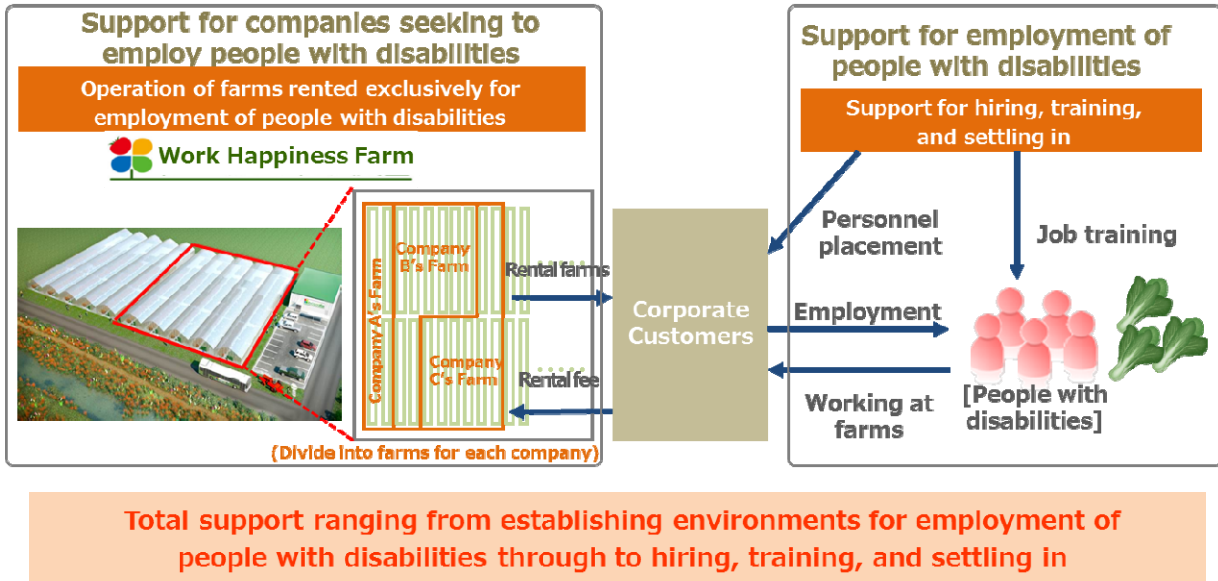 Support for companies seeking to
employ people with disabilities
Operation of farms rented exclusively for
employment of people with disabilities
Work Happiness Farm
Company A's Farm
Company
B's Farm
Company
C's Farm
Rental farms
Rental fee
(Divide into farms for each company)
Corporate
Customers
Support for employment of
people with disabilities
Support for hiring, training,
and settling in
Personnel
placement
Job training
Employment
Working at
farms
[People with
disabilities]
Total support ranging from establishing environments for employment of
people with disabilities through to hiring, training, and settling in